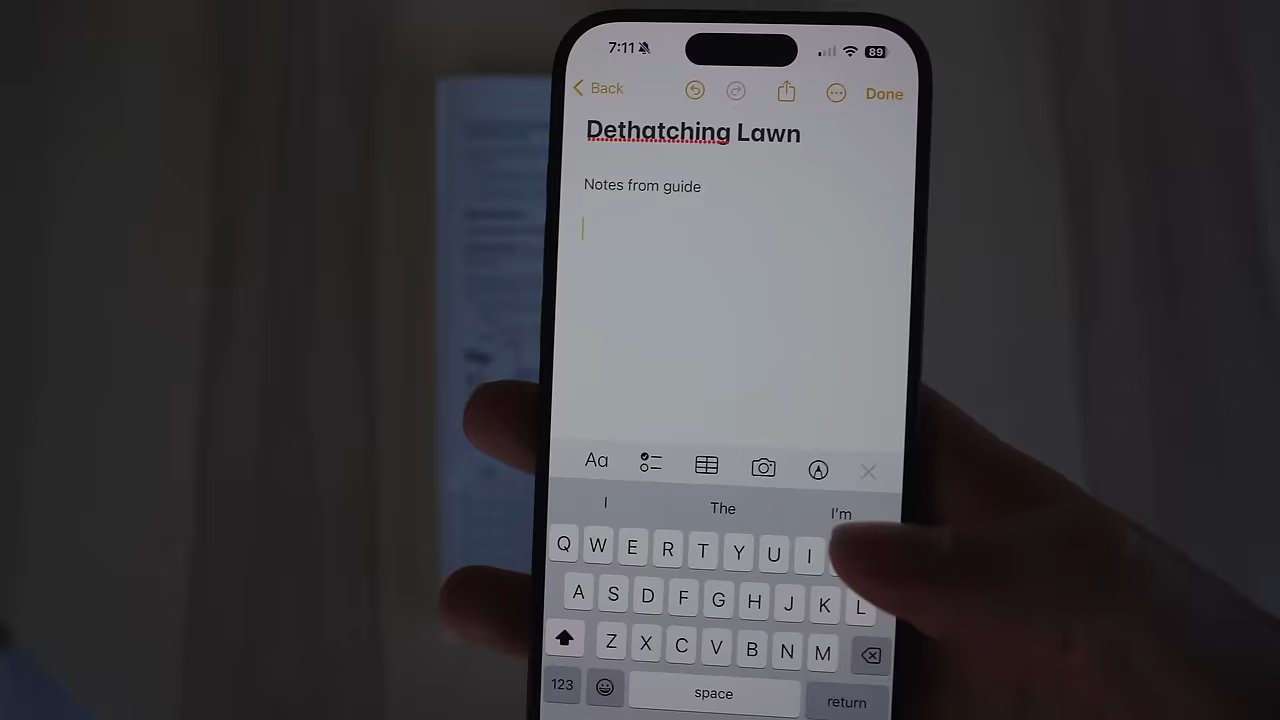 7:11
89
Back
Done
Dethatching Lawn
Notes from guide
Aa
I
The
I'm
Q W E R T Y U I
A S D F G H J K L
Z X C V B N M
123
space
return